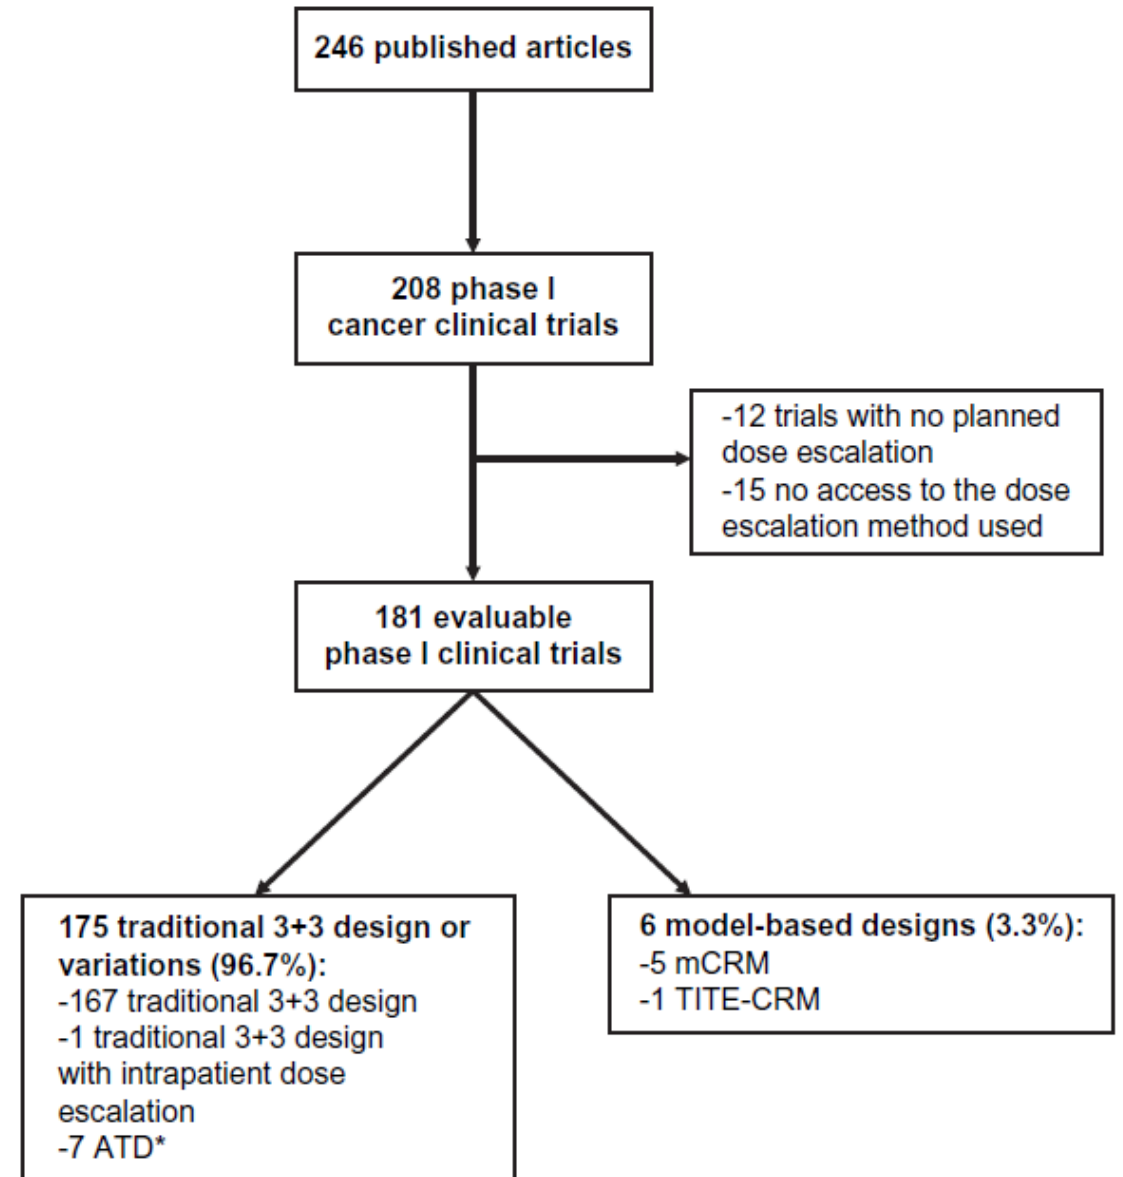 246 published articles
208 phase I
cancer clinical trials
-12 trials with no planned
dose escalation
-15 no access to the dose
escalation method used
181 evaluable
phase I clinical trials
175 traditional 3+3 design or
variations (96.7%):
-167 traditional 3+3 design
-1 traditional 3+3 design
with intrapatient dose
escalation
-7 ATD*
6 model-based designs (3.3%):
-5 mCRM
-1 TITE-CRM